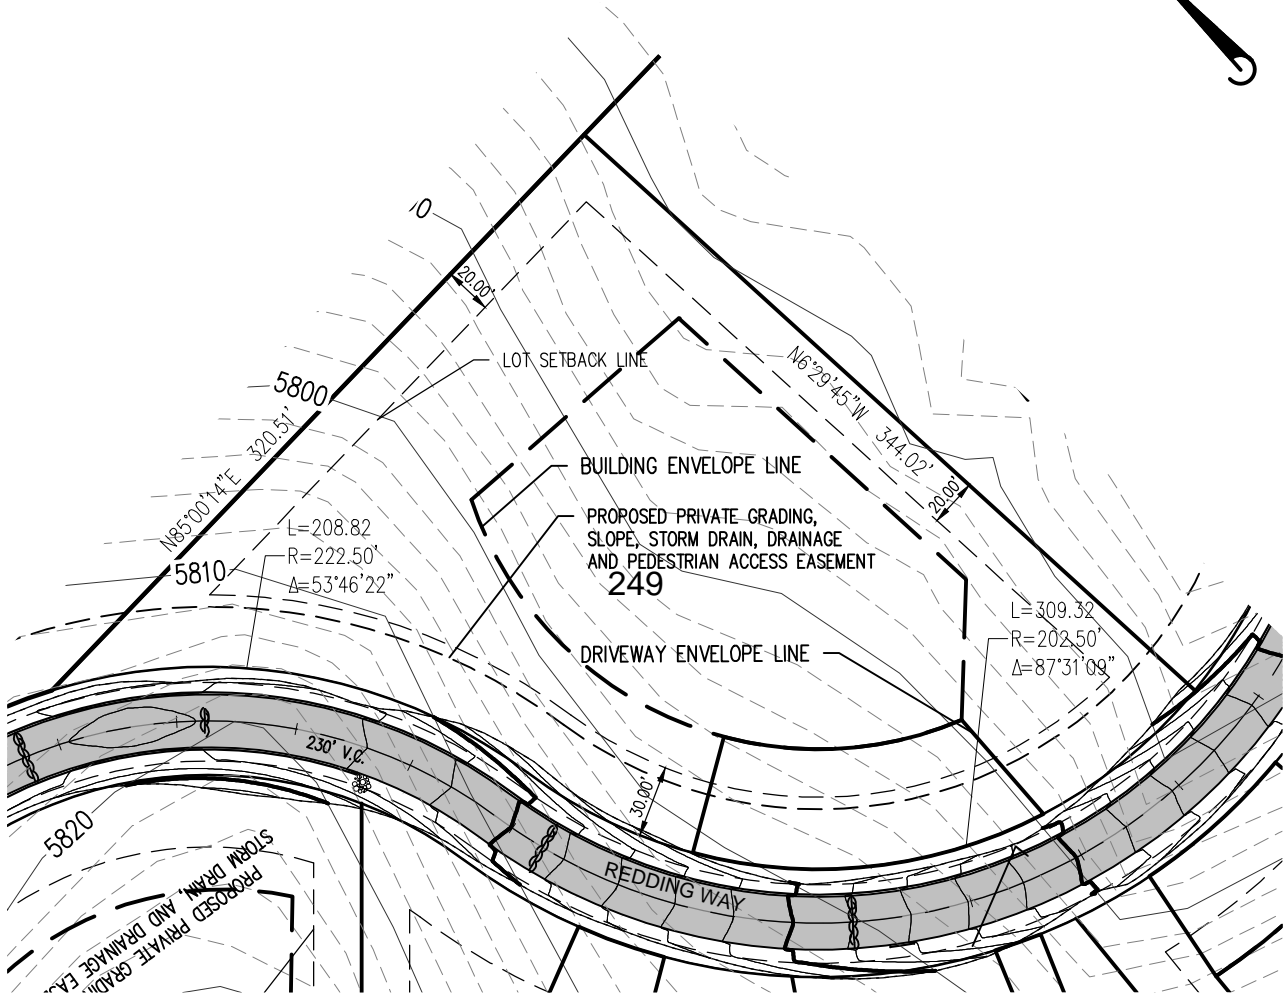 20.00'
LOT SETBACK LINE
5800
N85°00'14"E 320.51'
N6°29'45"W 344.02'
20.00'
BUILDING ENVELOPE LINE
PROPOSED PRIVATE GRADING,
SLOPE, STORM DRAIN, DRAINAGE
AND PEDESTRIAN ACCESS EASEMENT
249
L=208.82
R=222.50'
Δ=53°46'22"
5810
L=309.32
R=202.50'
Δ=87°31'09"
DRIVEWAY ENVELOPE LINE
230' V.C.
30.00'
REDDING WAY
5820
PROPOSED PRIVATE GRADI
STORM DRAIN, AND DRAINAGE EAS